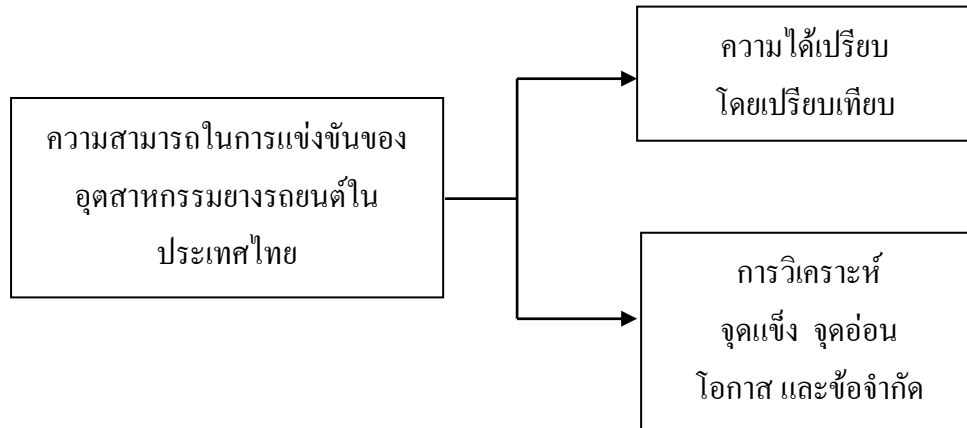 ความสามารถในการแข่งขันของ
อุตสาหกรรมยางรถยนต์ใน
ประเทศไทย
ความได้เปรียบ
โดยเปรียบเทียบ
การวิเคราะห์
จุดแข็ง จุดอ่อน
โอกาส และข้อจำกัด